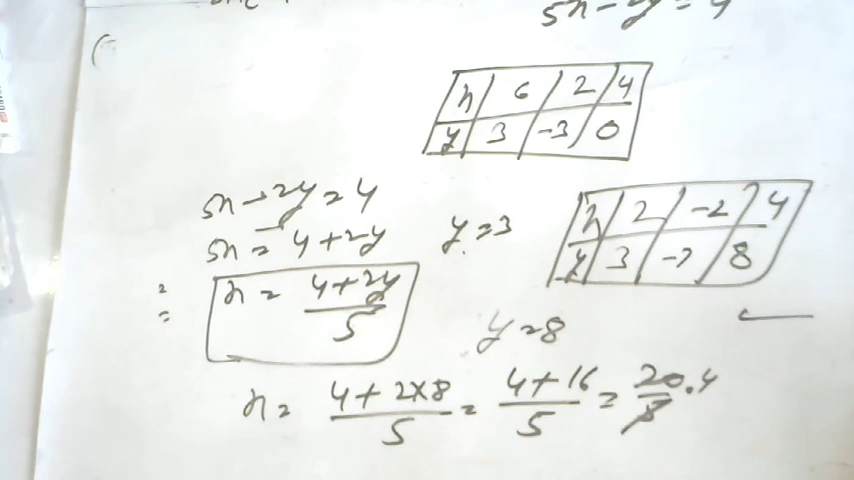 5x - 2y = 4
x 6 2 4
y 3 -3 0
5x - 2y = 4
5x = 4 + 2y
y = 3
x 2 -2 4
y 3 -7 8
= x = 4+2y / 5
y = 8
x = 4+2×8 / 5 = 4+16 / 5 = 20 / 5 . 4